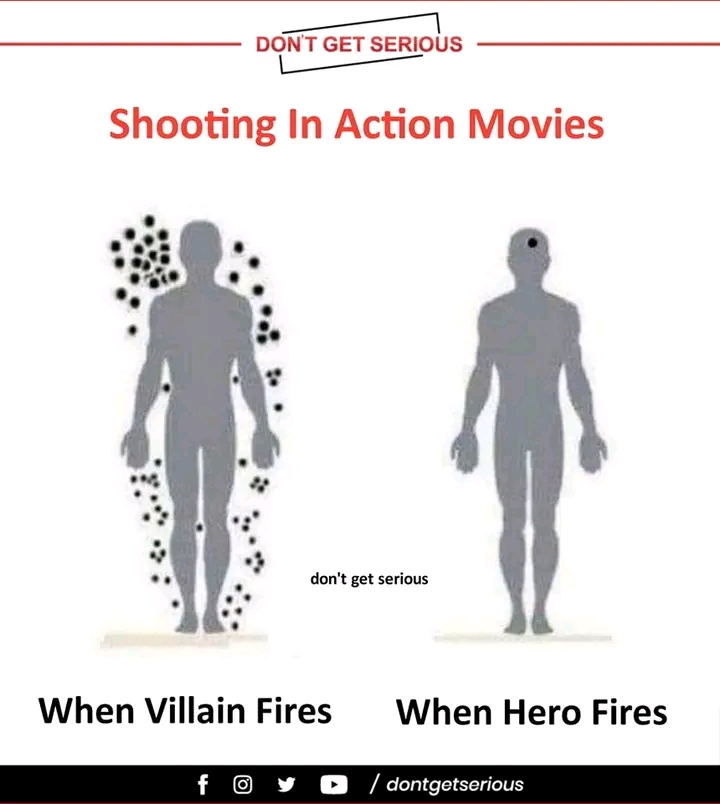 DON'T GET SERIOUS
Shooting In Action Movies
don't get serious
When Villain Fires
When Hero Fires
/ dontgetserious